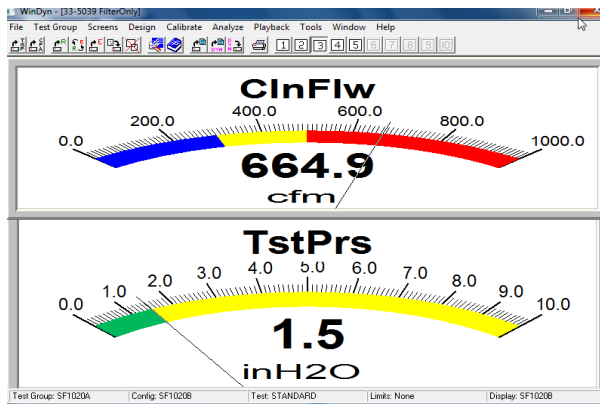 WinDyn - [33-5039 FilterOnly]
File Test Group Screens Design Calibrate Analyze Playback Tools Window Help
1 2 3 4 5 6 7 8 9 10
ClnFlw
0.0 200.0 400.0 600.0 800.0 1000.0
664.9
cfm
TstPrs
0.0 1.0 2.0 3.0 4.0 5.0 6.0 7.0 8.0 9.0 10.0
1.5
inH2O
Test Group: SF1020A Config: SF1020B Test: STANDARD Limits: None Display: SF1020B